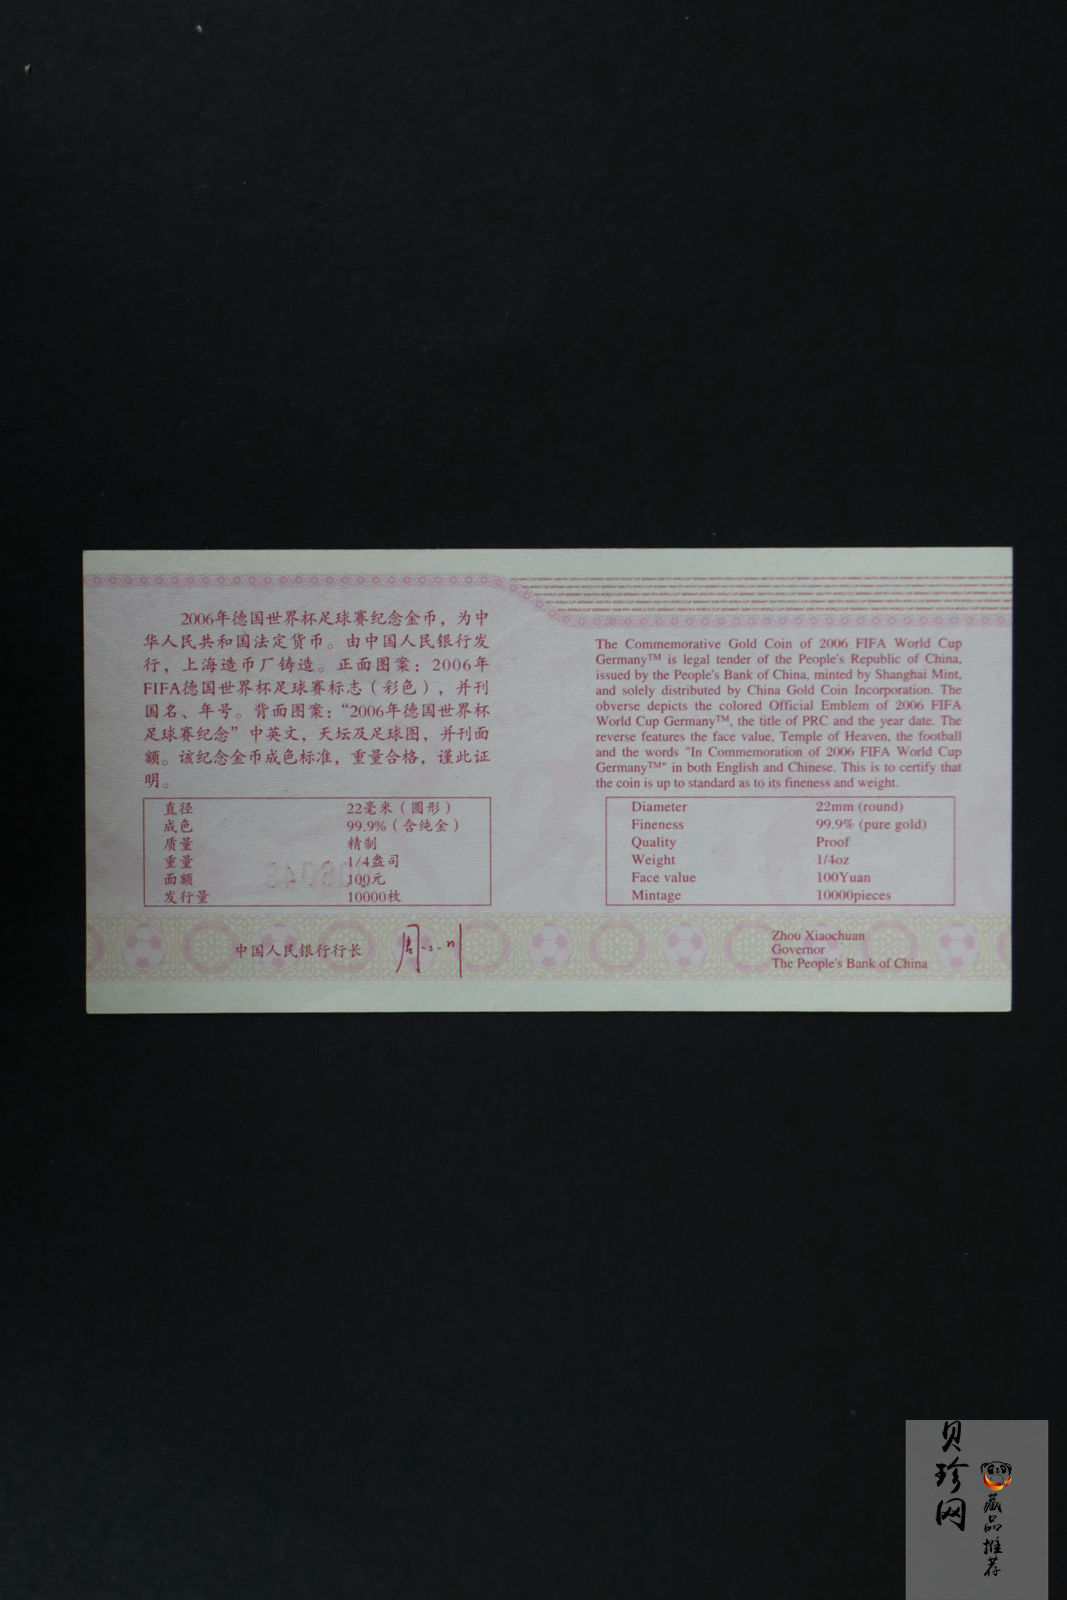 2006年德国世界杯足球赛纪念金币，为中
华人民共和国法定货币。由中国人民银行发
行，上海造币厂铸造。正面图案：2006年
FIFA德国世界杯足球赛标志（彩色），并刊
国名、年号。背面图案：“2006年德国世界杯
足球赛纪念”中英文，天坛及足球图，并刊面
额。该纪念金币成色标准，重量合格，谨此证
明。
直径 22毫米（圆形）
成色 99.9%（含纯金）
质量 精制
重量 1/4盎司
面额 100元
发行量 10000枚
中国人民银行行长 周小川
The Commemorative Gold Coin of 2006 FIFA World Cup
Germany™ is legal tender of the People's Republic of China,
issued by the People's Bank of China, minted by Shanghai Mint,
and solely distributed by China Gold Coin Incorporation. The
obverse depicts the colored Official Emblem of 2006 FIFA
World Cup Germany™, the title of PRC and the year date. The
reverse features the face value, Temple of Heaven, the football
and the words "In Commemoration of 2006 FIFA World Cup
Germany™" in both English and Chinese. This is to certify that
the coin is up to standard as to its fineness and weight.
Diameter 22mm (round)
Fineness 99.9% (pure gold)
Quality Proof
Weight 1/4oz
Face value 100Yuan
Mintage 10000pieces
Zhou Xiaochuan
Governor
The People's Bank of China
贝珍网
藏品推荐